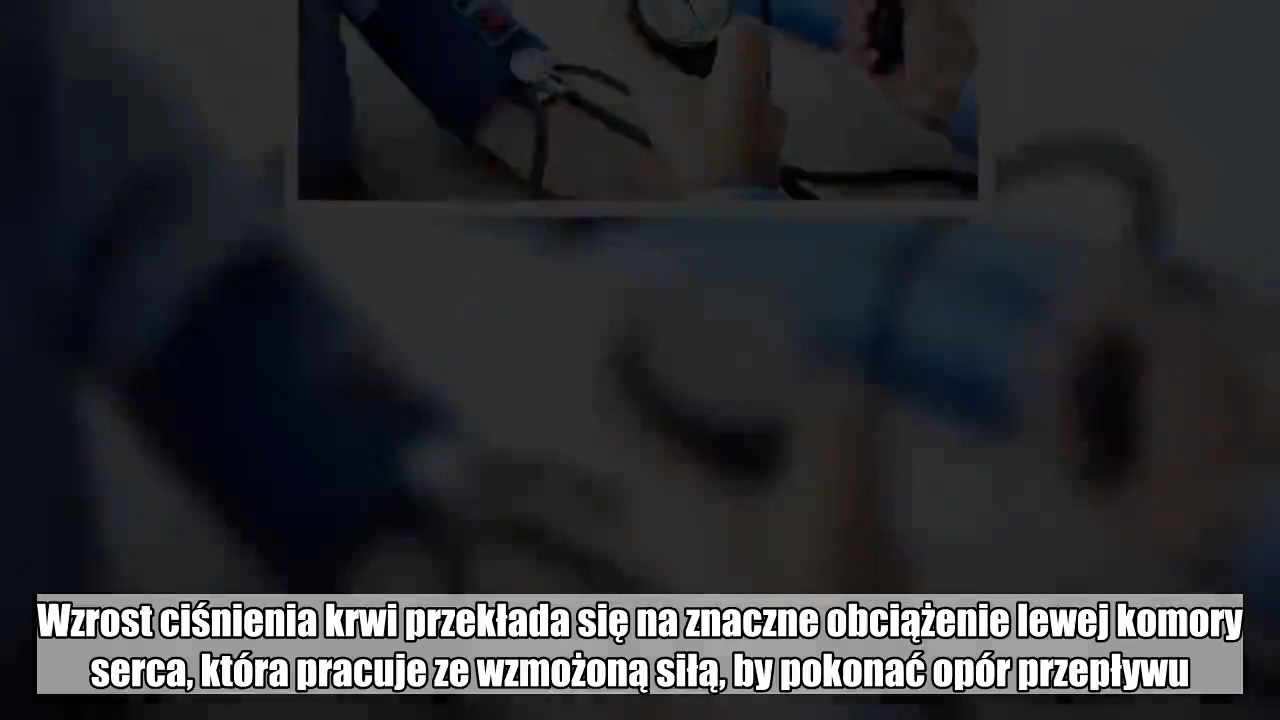 Wzrost ciśnienia krwi przekłada się na znaczne obciążenie lewej komory
serca, która pracuje ze wzmożoną siłą, by pokonać opór przepływu